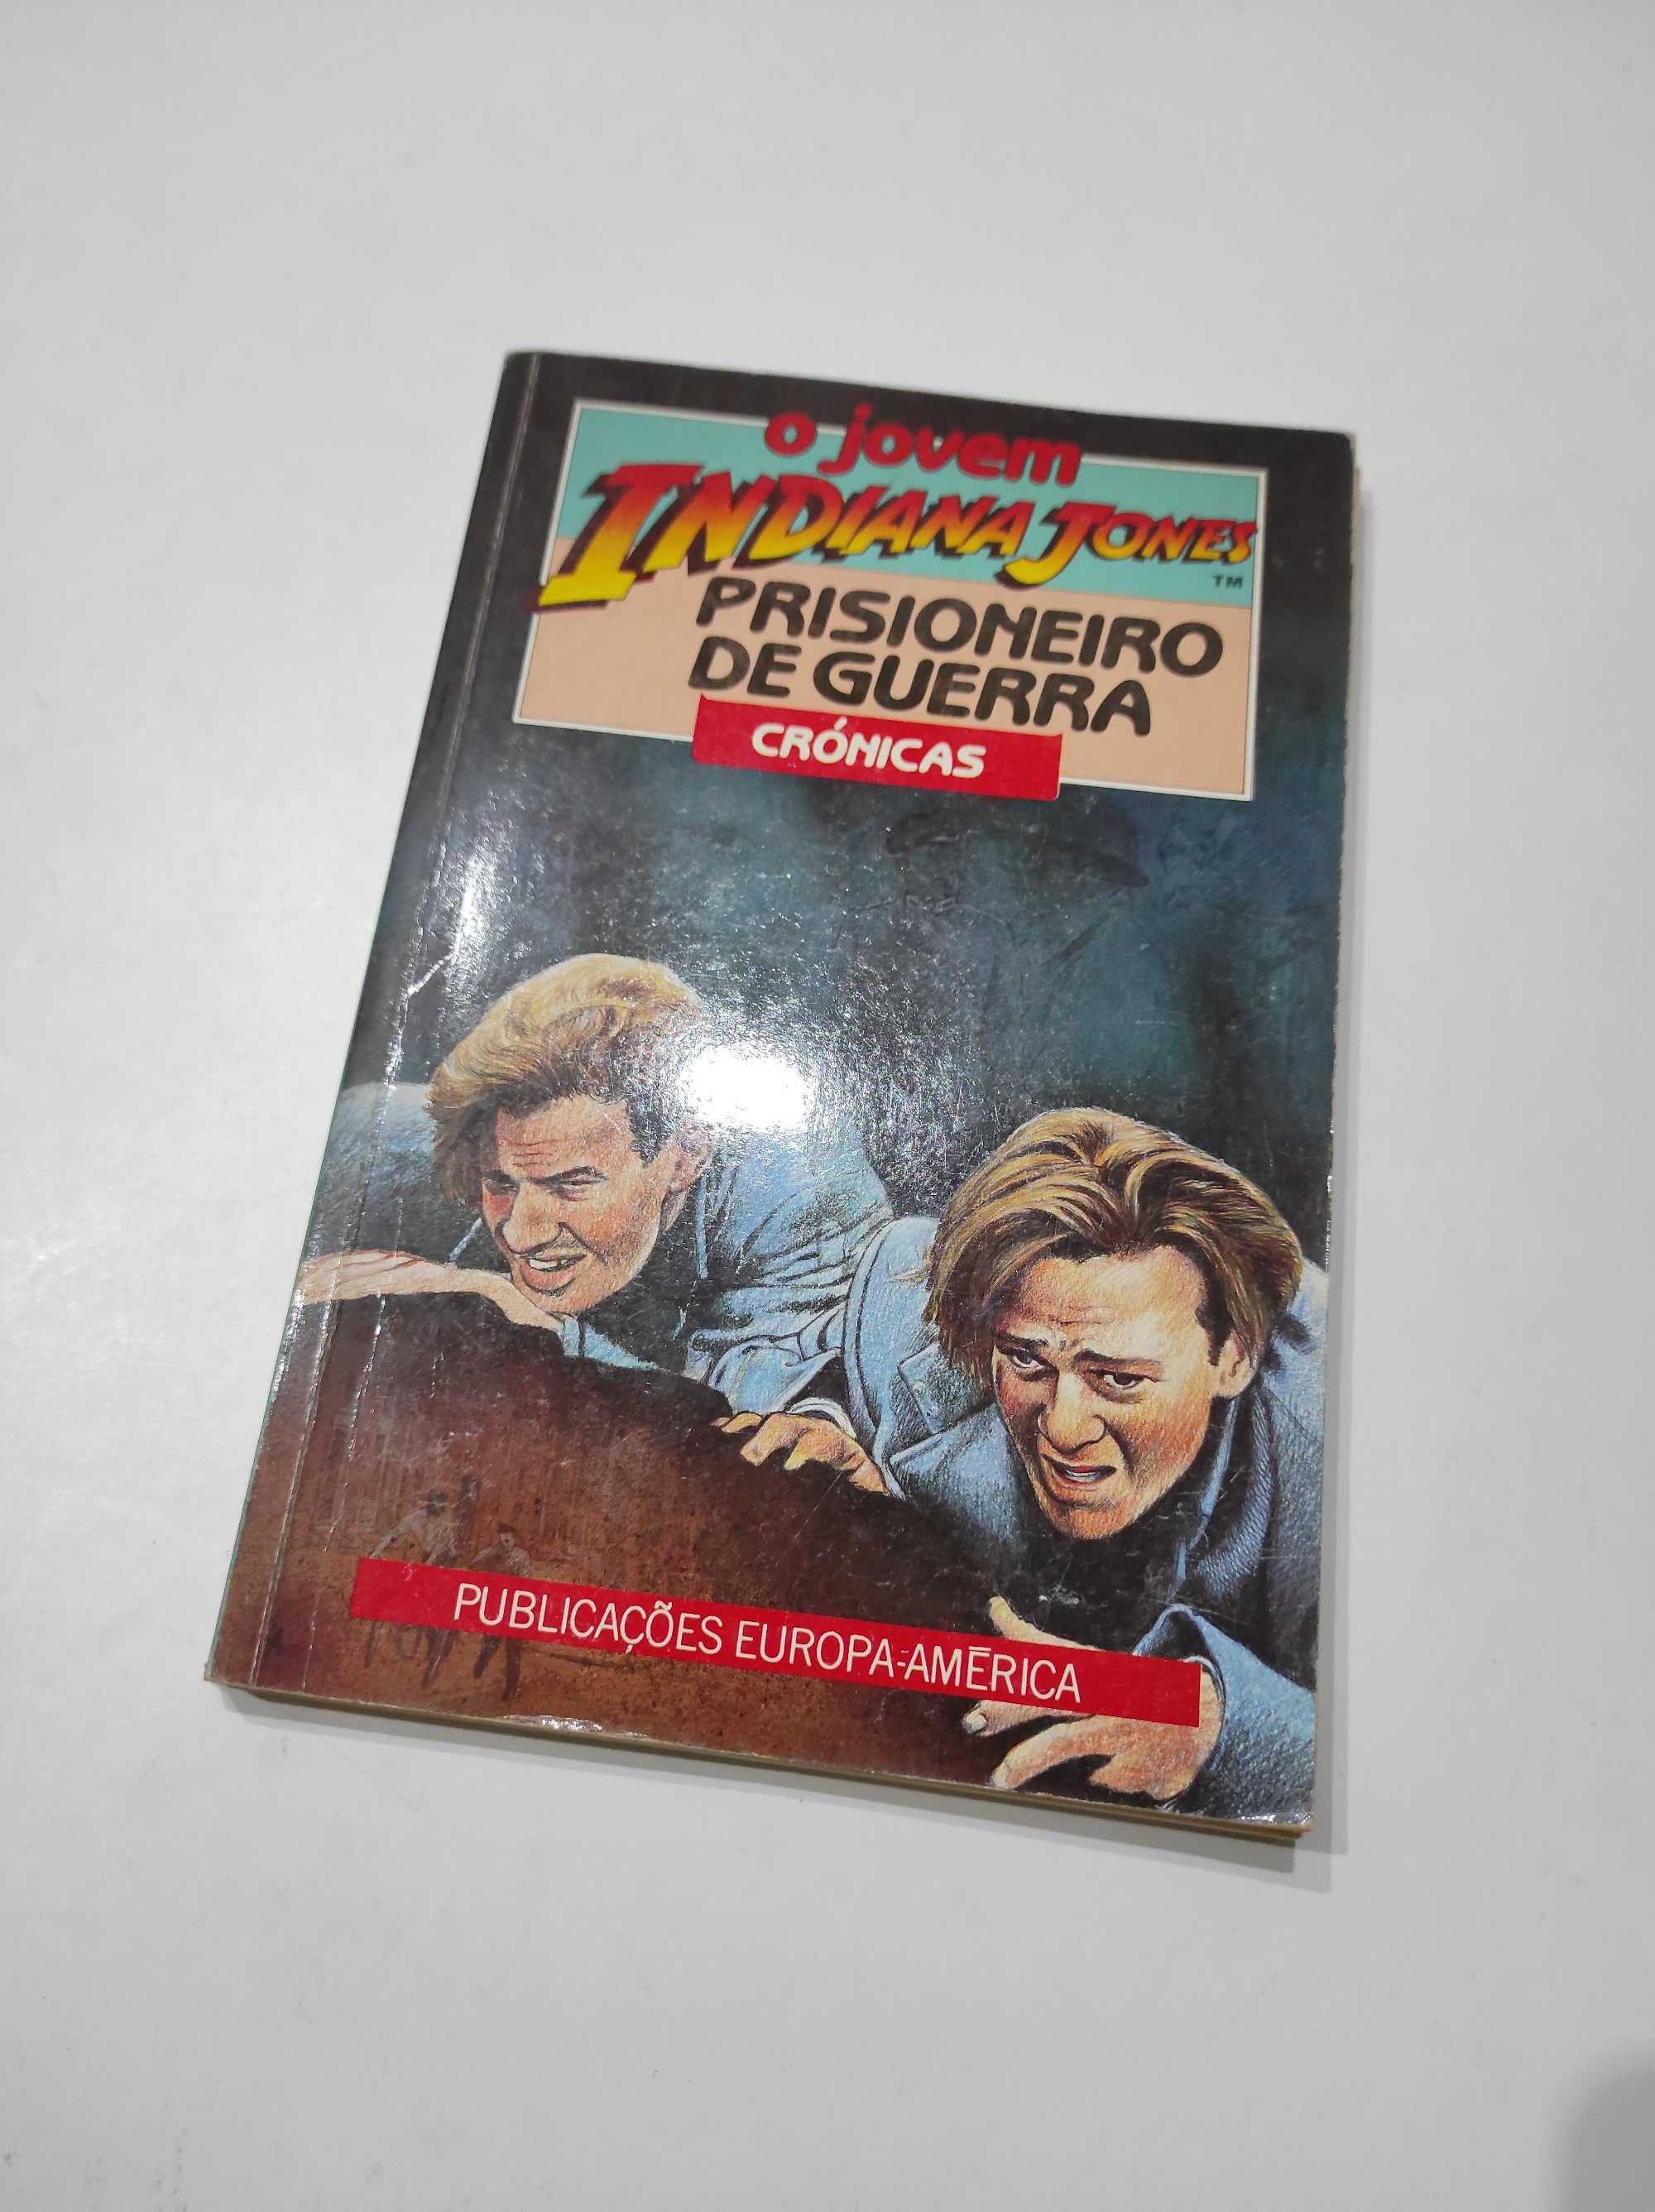 o jovem
INDIANA JONES
TM
PRISIONEIRO
DE GUERRA
CRÓNICAS
PUBLICAÇÕES EUROPA-AMÉRICA